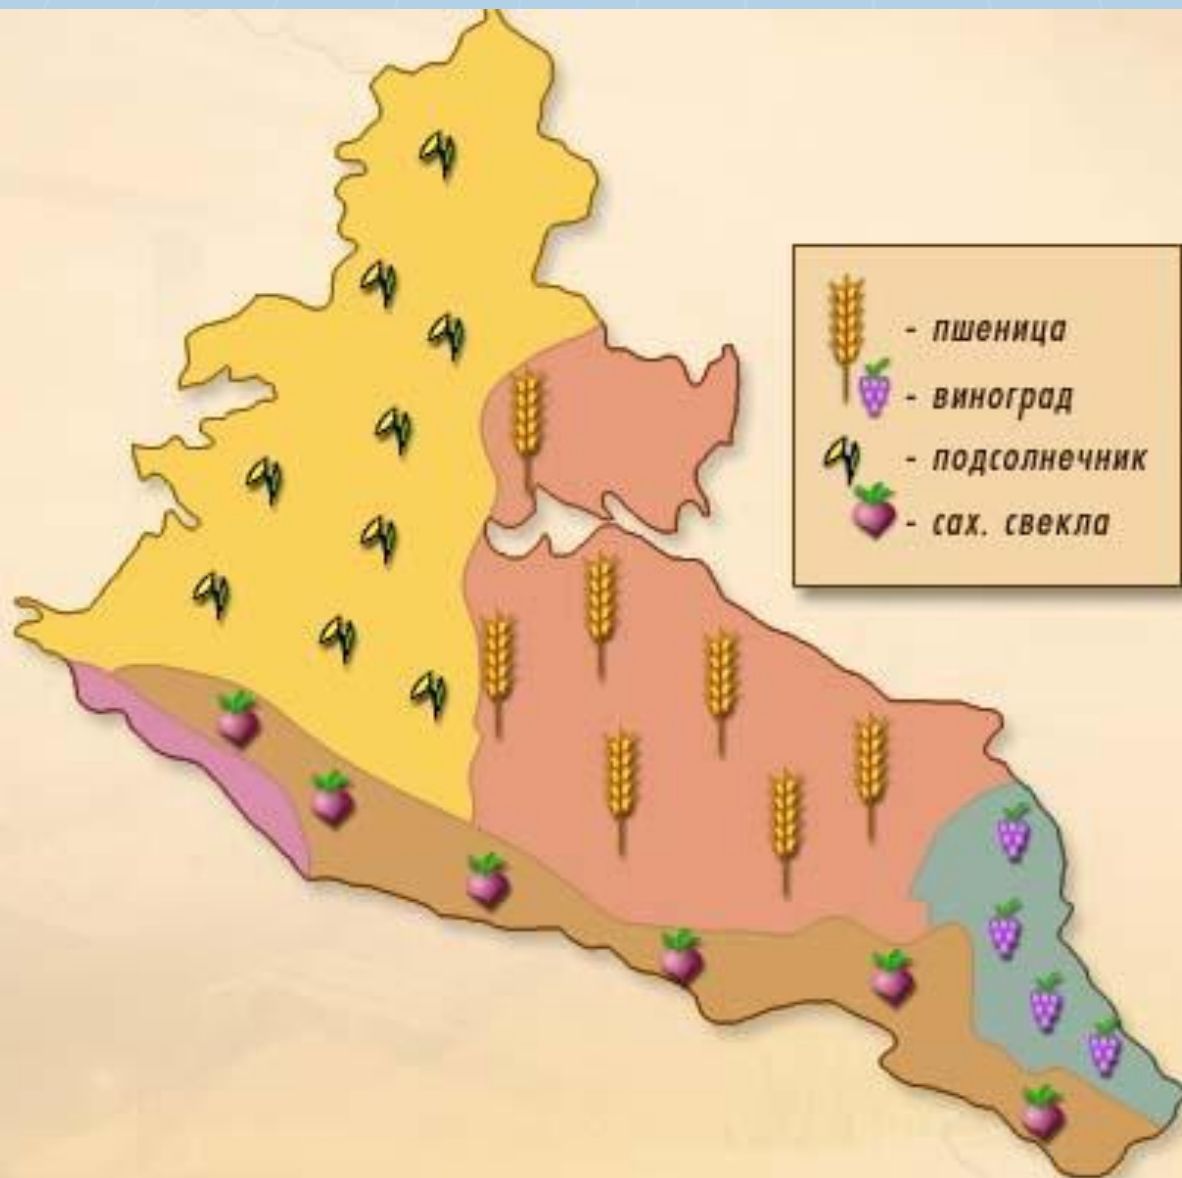 - пшеница
- виноград
- подсолнечник
- сах. свекла